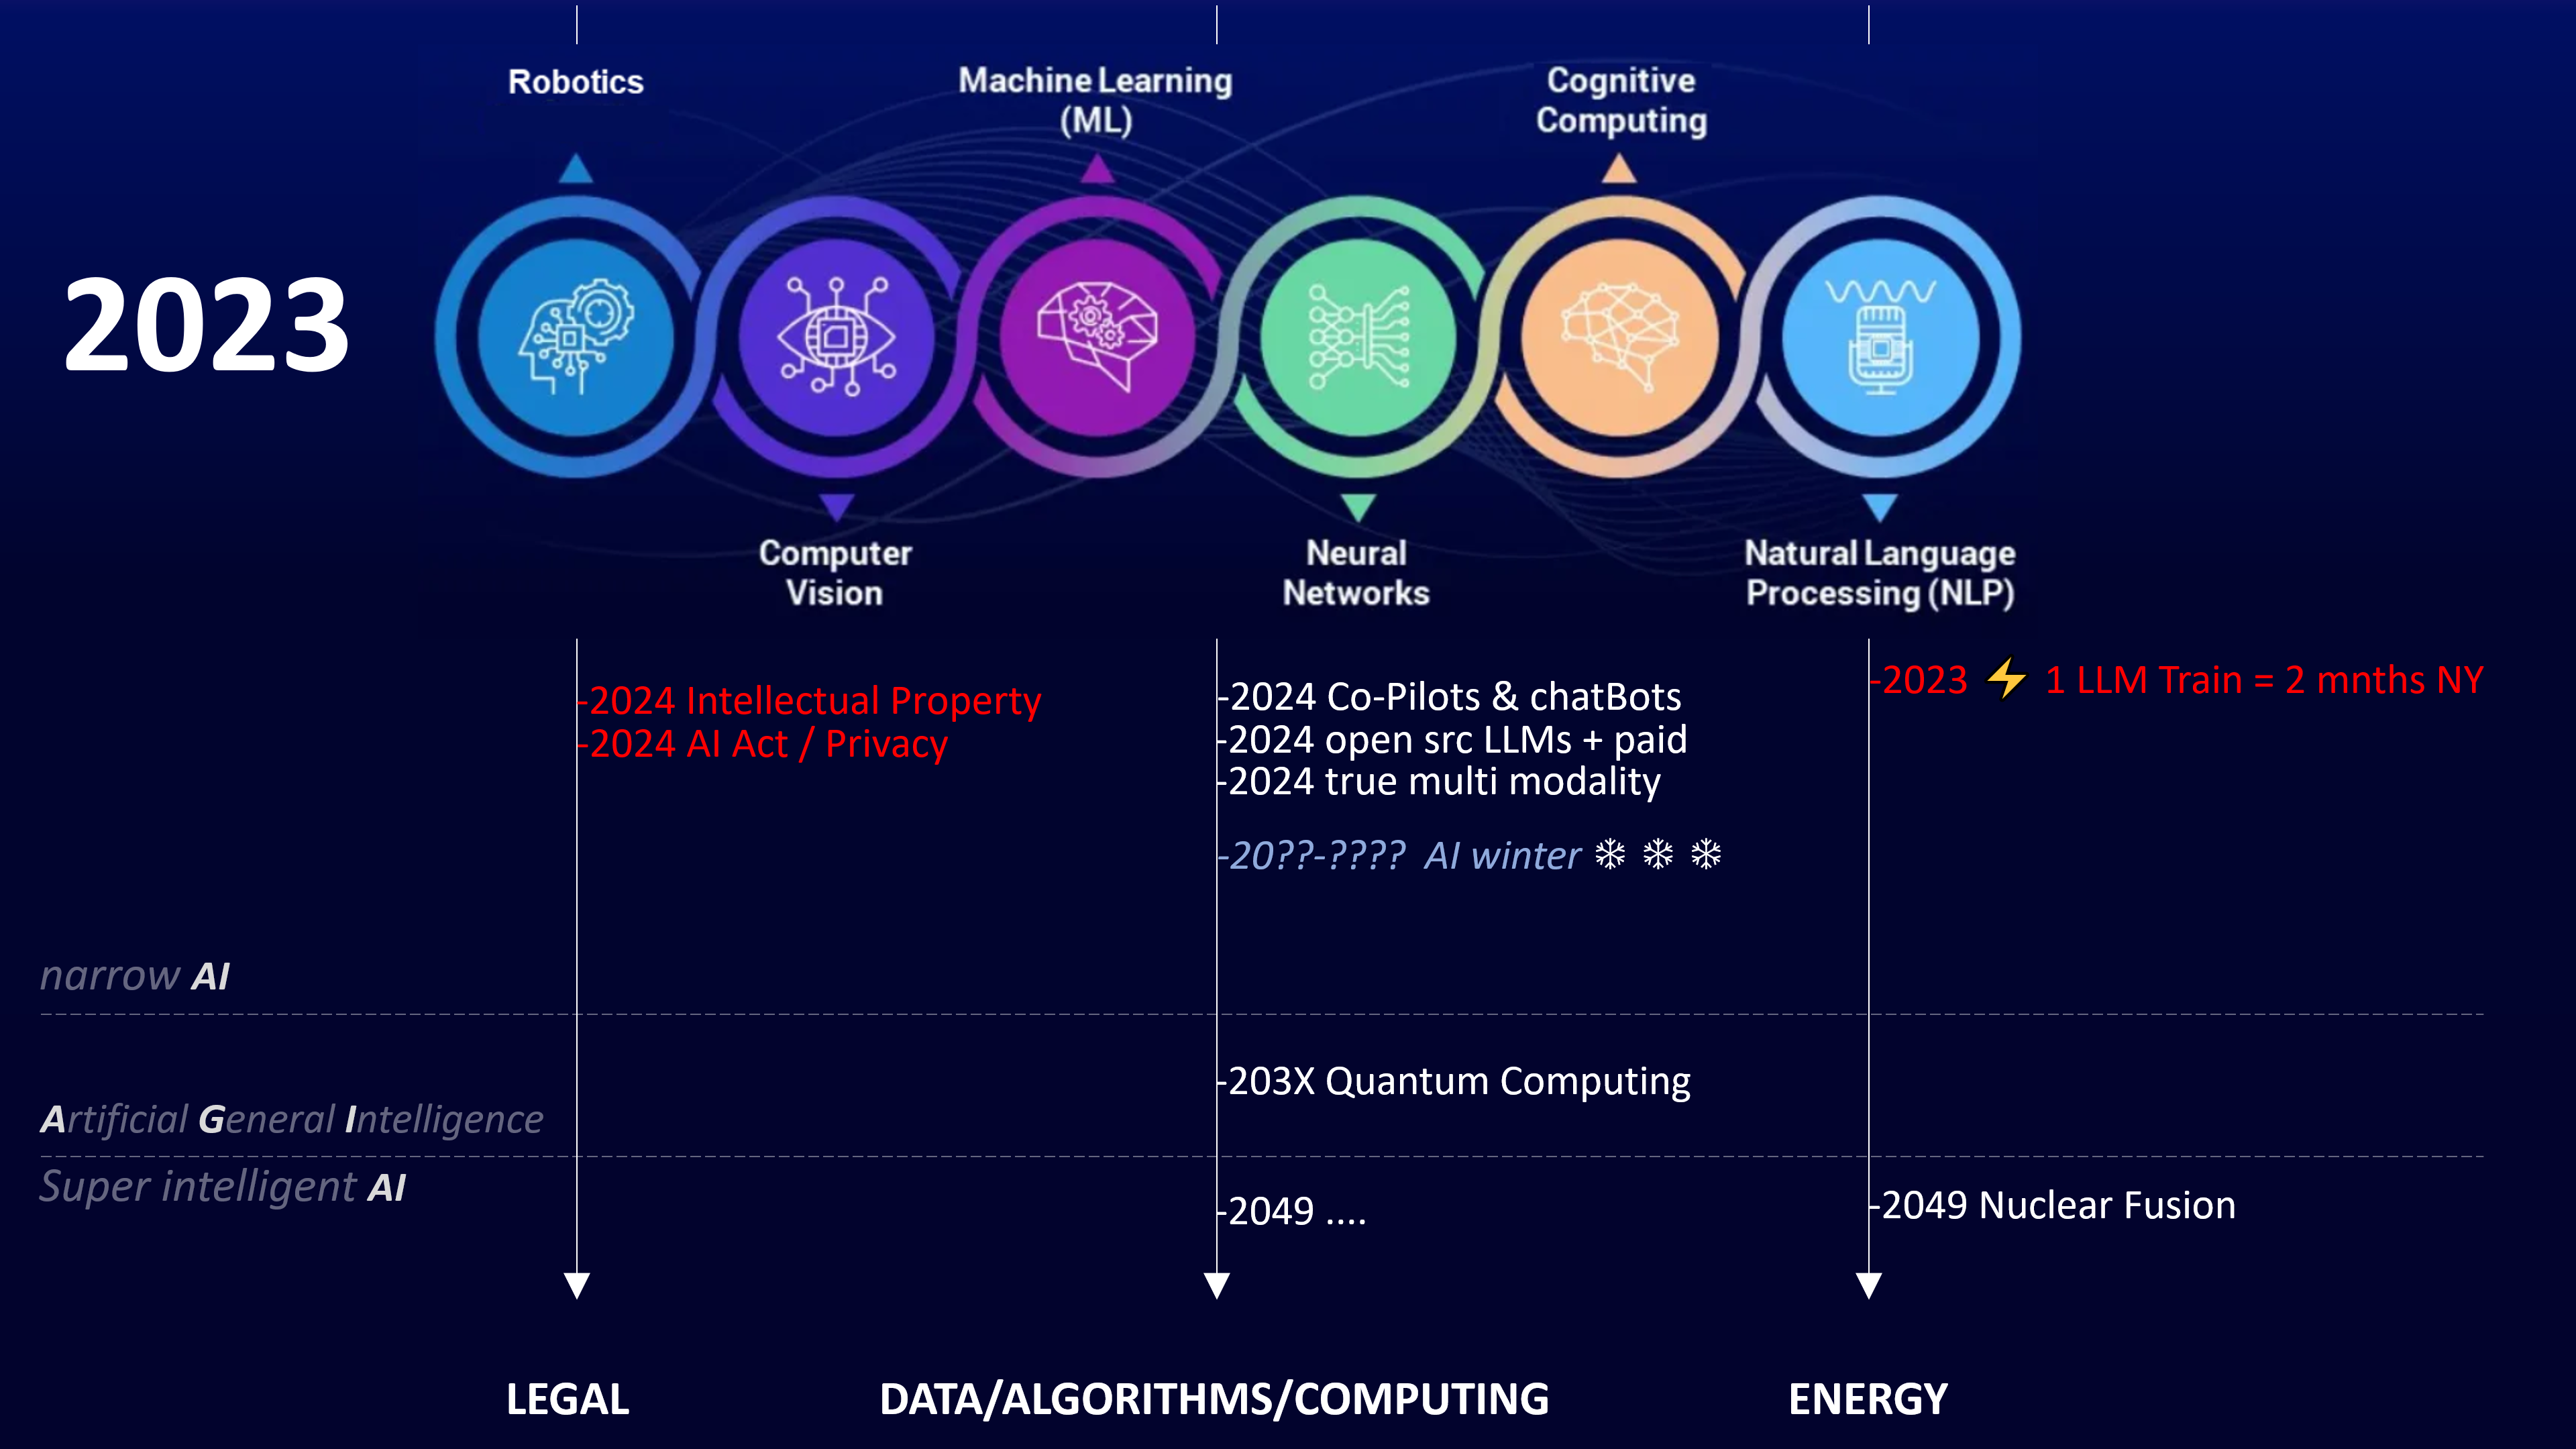 Robotics
Machine Learning
(ML)
Cognitive
Computing
2023
Computer
Vision
Neural
Networks
Natural Language
Processing (NLP)
-2024 Intellectual Property
-2024 AI Act / Privacy
-2024 Co-Pilots & chatBots
-2024 open src LLMs + paid
-2024 true multi modality
-20??-???? AI winter ❄ ❄ ❄
-2023 ⚡ 1 LLM Train = 2 mnths NY
narrow AI
-203X Quantum Computing
Artificial General Intelligence
Super intelligent AI
-2049 ....
-2049 Nuclear Fusion
LEGAL
DATA/ALGORITHMS/COMPUTING
ENERGY